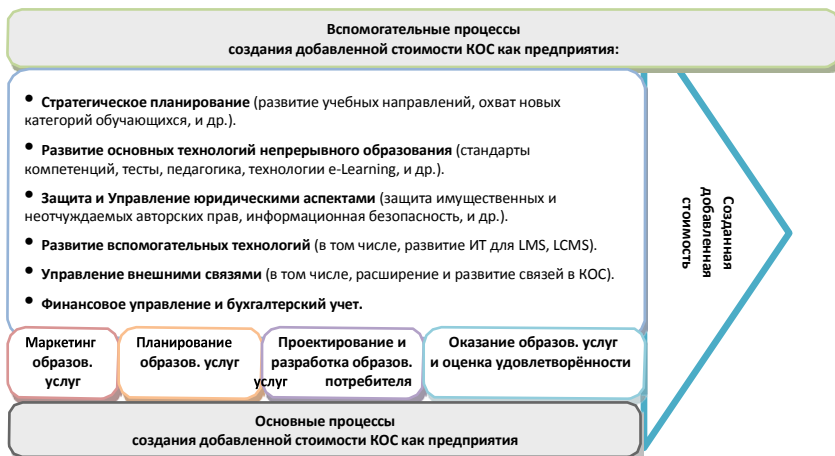 Вспомогательные процессы
создания добавленной стоимости КОС как предприятия:
• Стратегическое планирование (развитие учебных направлений, охват новых
категорий обучающихся, и др.).
• Развитие основных технологий непрерывного образования (стандарты
компетенций, тесты, педагогика, технологии e-Learning, и др.).
• Защита и Управление юридическими аспектами (защита имущественных и
неотчуждаемых авторских прав, информационная безопасность, и др.).
• Развитие вспомогательных технологий (в том числе, развитие ИТ для LMS, LCMS).
• Управление внешними связями (в том числе, расширение и развитие связей в КОС).
• Финансовое управление и бухгалтерский учет.
Созданная
добавленная
стоимость
Маркетинг
образов.
услуг
Планирование
образов. услуг
Проектирование и
разработка образов.
услуг потребителя
Оказание образов. услуг
и оценка удовлетворённости
Основные процессы
создания добавленной стоимости КОС как предприятия